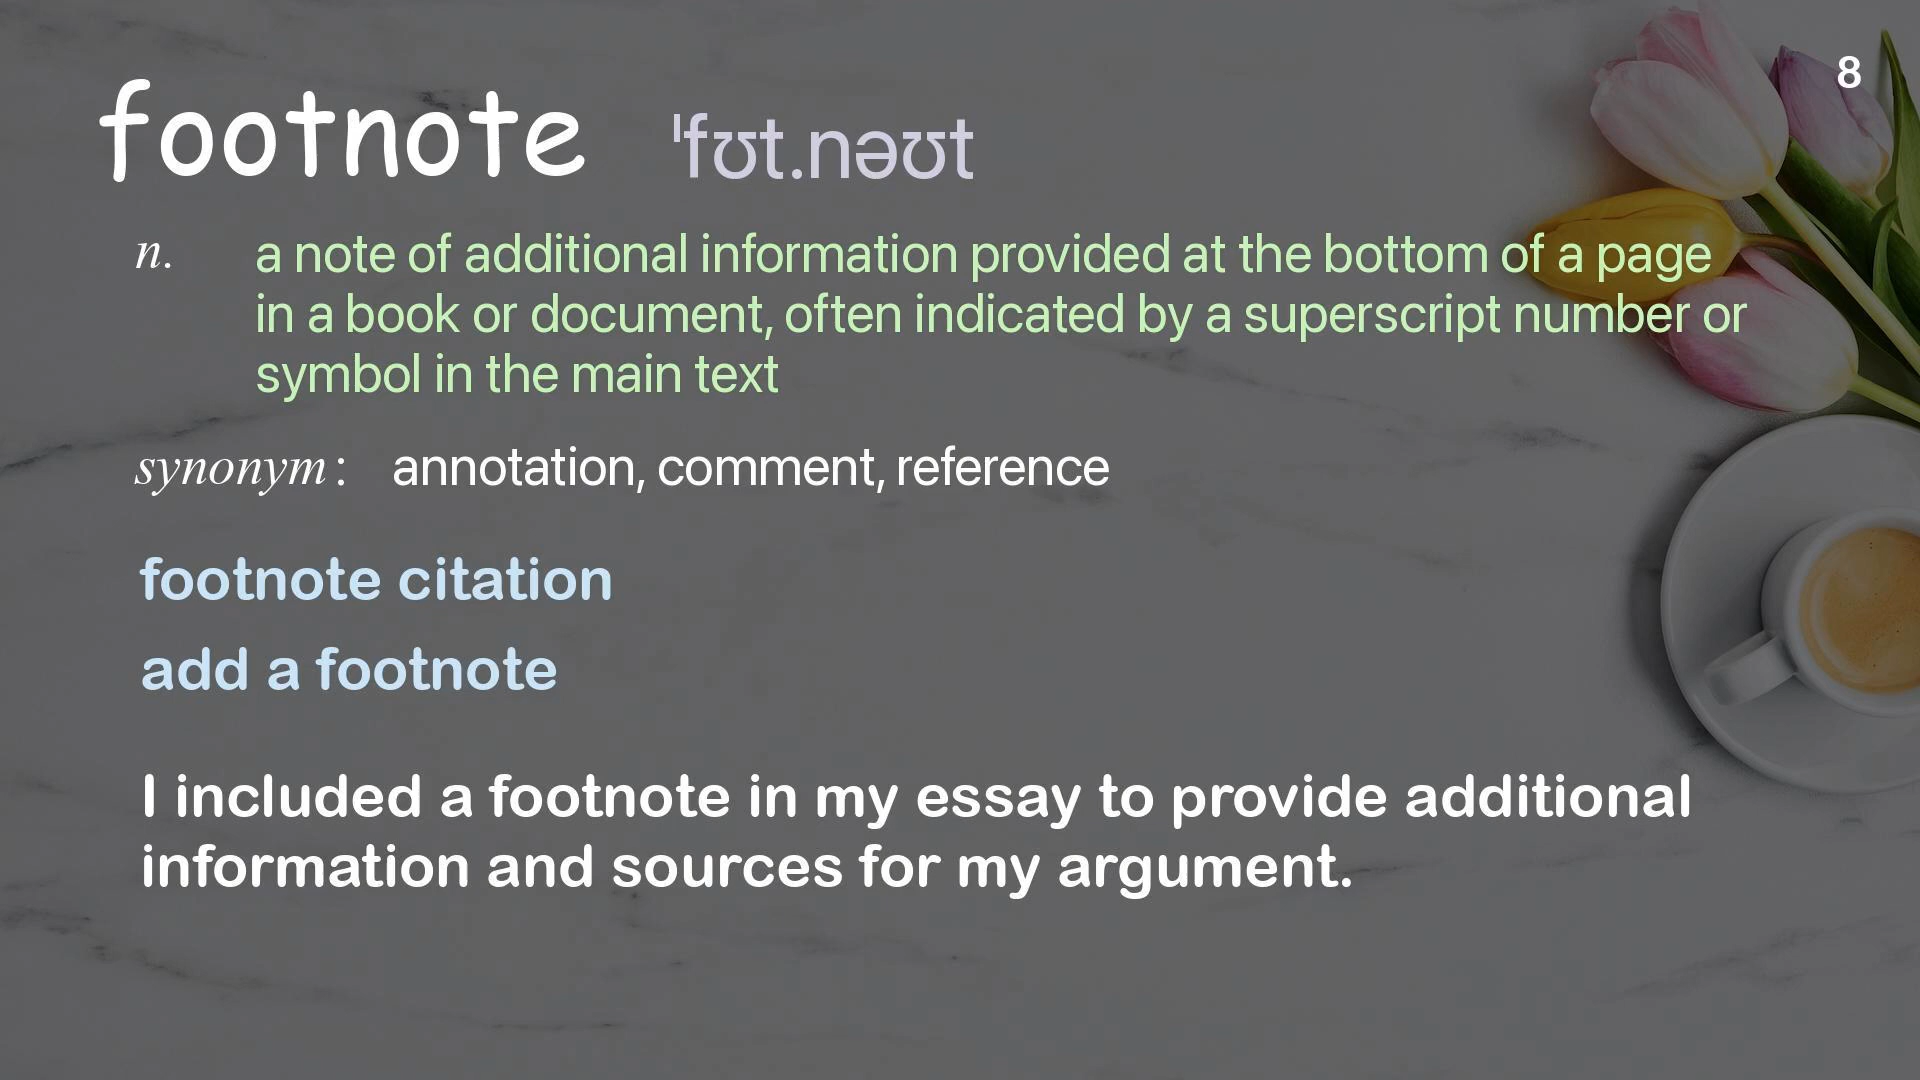 8
footnote ˈfʊt.nəʊt
n. a note of additional information provided at the bottom of a page
in a book or document, often indicated by a superscript number or
symbol in the main text
synonym: annotation, comment, reference
footnote citation
add a footnote
I included a footnote in my essay to provide additional
information and sources for my argument.